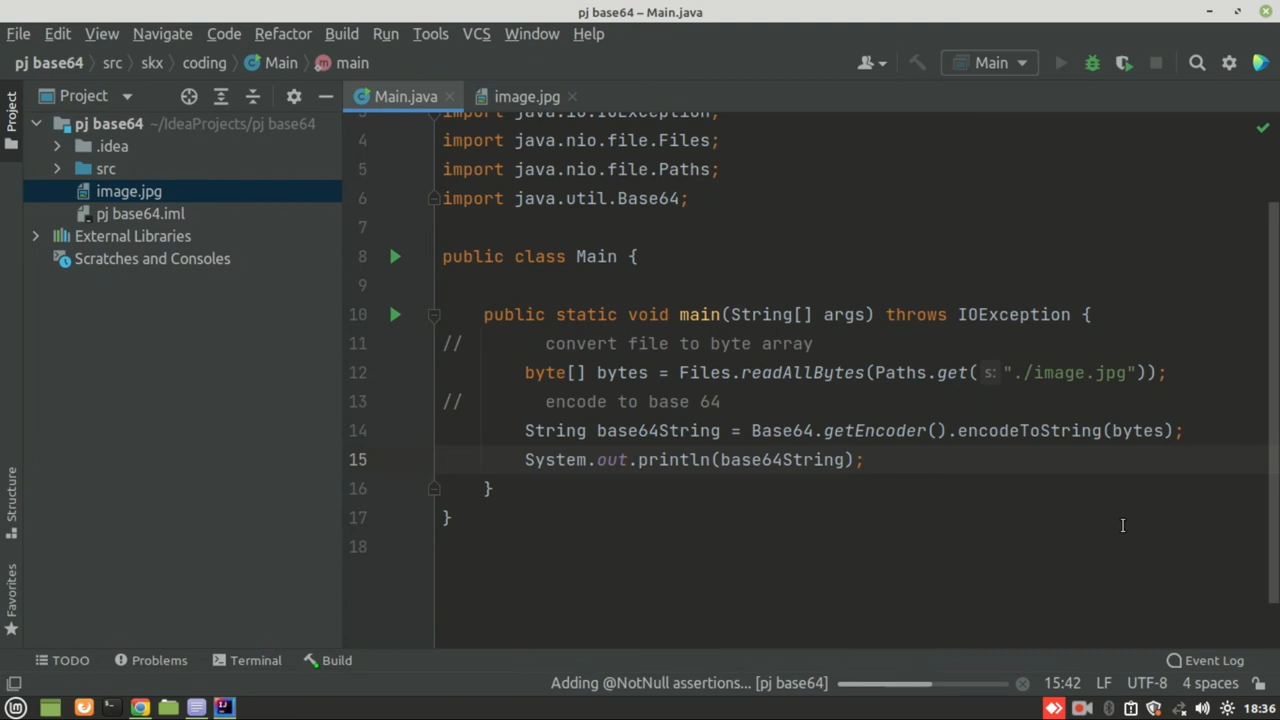 pj base64 – Main.java
File Edit View Navigate Code Refactor Build Run Tools VCS Window Help
pj base64 src skx coding Main main Main
Project Project Main.java image.jpg
pj base64 ~/IdeaProjects/pj base64
.idea
src
image.jpg
pj base64.iml
External Libraries
Scratches and Consoles
Structure
Favorites
3 import java.io.IOException;
4 import java.nio.file.Files;
5 import java.nio.file.Paths;
6 import java.util.Base64;
7
8 public class Main {
9
10 public static void main(String[] args) throws IOException {
11 // convert file to byte array
12 byte[] bytes = Files.readAllBytes(Paths.get( s: "./image.jpg"));
13 // encode to base 64
14 String base64String = Base64.getEncoder().encodeToString(bytes);
15 System.out.println(base64String);
16 }
17 }
18
TODO Problems Terminal Build Event Log
Adding @NotNull assertions... [pj base64] 15:42 LF UTF-8 4 spaces
18:36